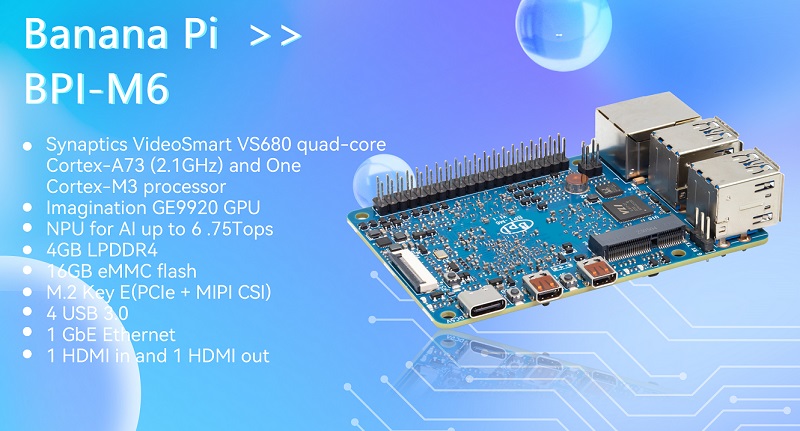 Banana Pi >>
BPI-M6
Synaptics VideoSmart VS680 quad-core
Cortex-A73 (2.1GHz) and One
Cortex-M3 processor
Imagination GE9920 GPU
NPU for AI up to 6 .75Tops
4GB LPDDR4
16GB eMMC flash
M.2 Key E(PCIe + MIPI CSI)
4 USB 3.0
1 GbE Ethernet
1 HDMI in and 1 HDMI out
BPI